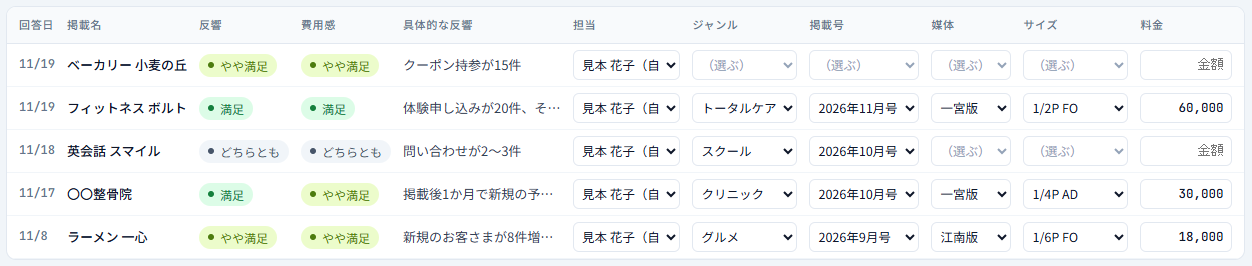 回答日 掲載名 反響 費用感 具体的な反響 担当 ジャンル 掲載号 媒体 サイズ 料金
11/19 ベーカリー 小麦の丘 やや満足 やや満足 クーポン持参が15件 見本 花子（自 （選ぶ） （選ぶ） （選ぶ） （選ぶ） 金額
11/19 フィットネス ボルト 満足 満足 体験申し込みが20件、そ… 見本 花子（自 トータルケア 2026年11月号 一宮版 1/2P FO 60,000
11/18 英会話 スマイル どちらとも どちらとも 問い合わせが2〜3件 見本 花子（自 スクール 2026年10月号 （選ぶ） （選ぶ） 金額
11/17 〇〇整骨院 満足 やや満足 掲載後1か月で新規の予… 見本 花子（自 クリニック 2026年10月号 一宮版 1/4P AD 30,000
11/8 ラーメン 一心 やや満足 やや満足 新規のお客さまが8件増… 見本 花子（自 グルメ 2026年9月号 江南版 1/6P FO 18,000